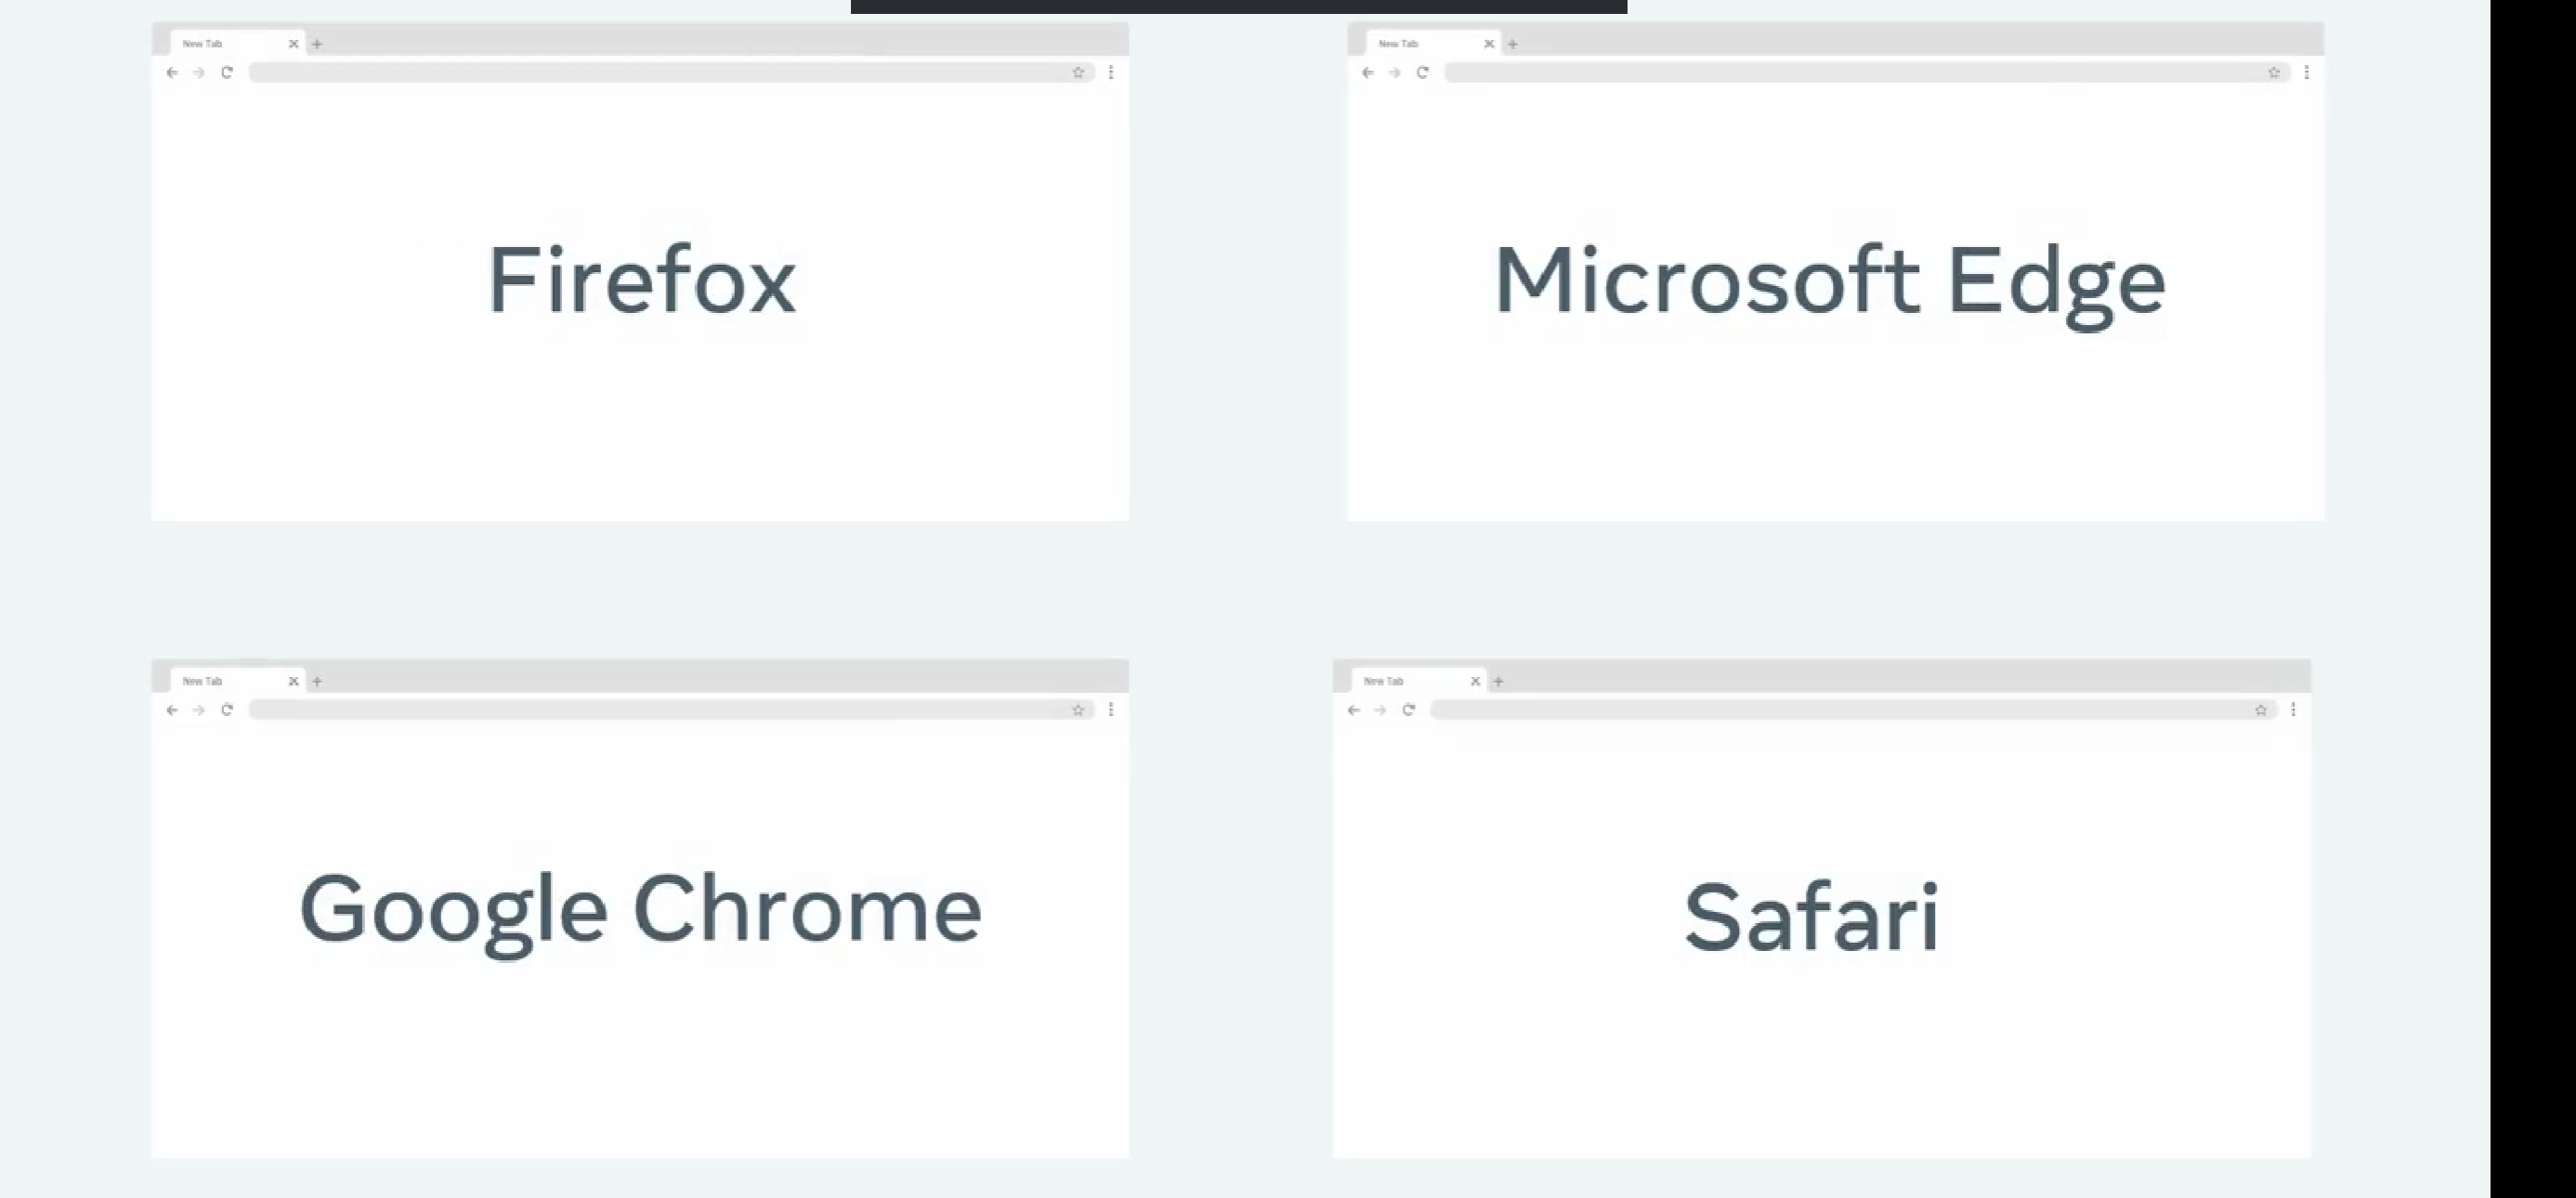 New Tab
Firefox
New Tab
Microsoft Edge
New Tab
Google Chrome
New Tab
Safari